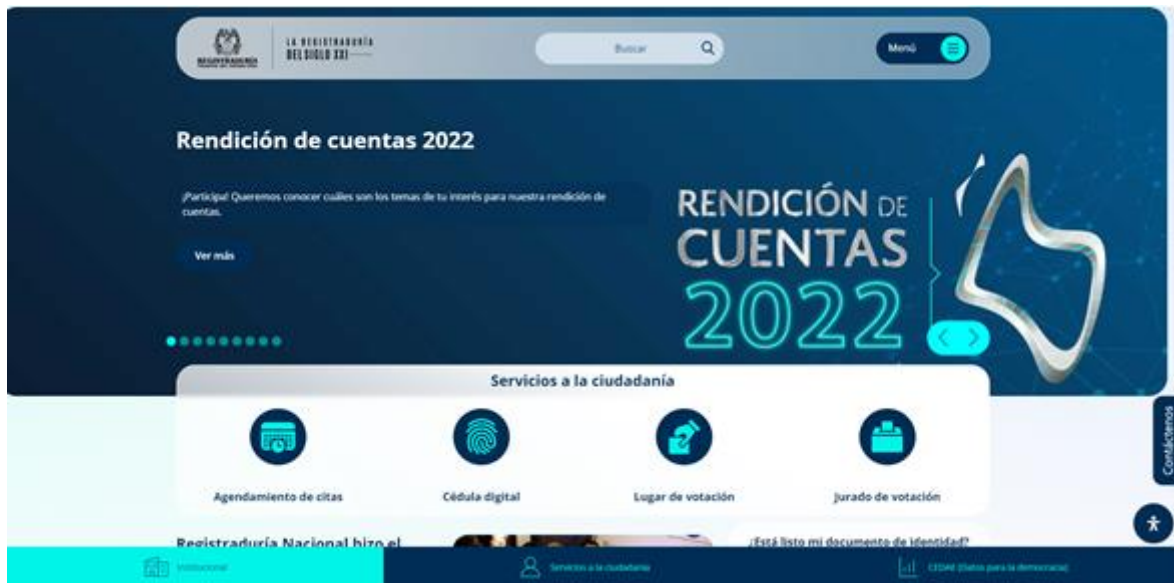 REGISTRADURÍA
LA REGISTRADURÍA
DEL SIGLO XXI
Buscar
Menú
Rendición de cuentas 2022
¡Participa! Queremos conocer cuáles son los temas de tu interés para nuestra rendición de
cuentas.
Ver más
RENDICIÓN DE
CUENTAS
2022
Servicios a la ciudadanía
Agendamiento de citas
Cédula digital
Lugar de votación
Jurado de votación
Contáctenos
Registraduría Nacional hizo el
¿Está listo mi documento de identidad?
Institucional
Servicios a la ciudadanía
CEDAE (Datos para la democracia)